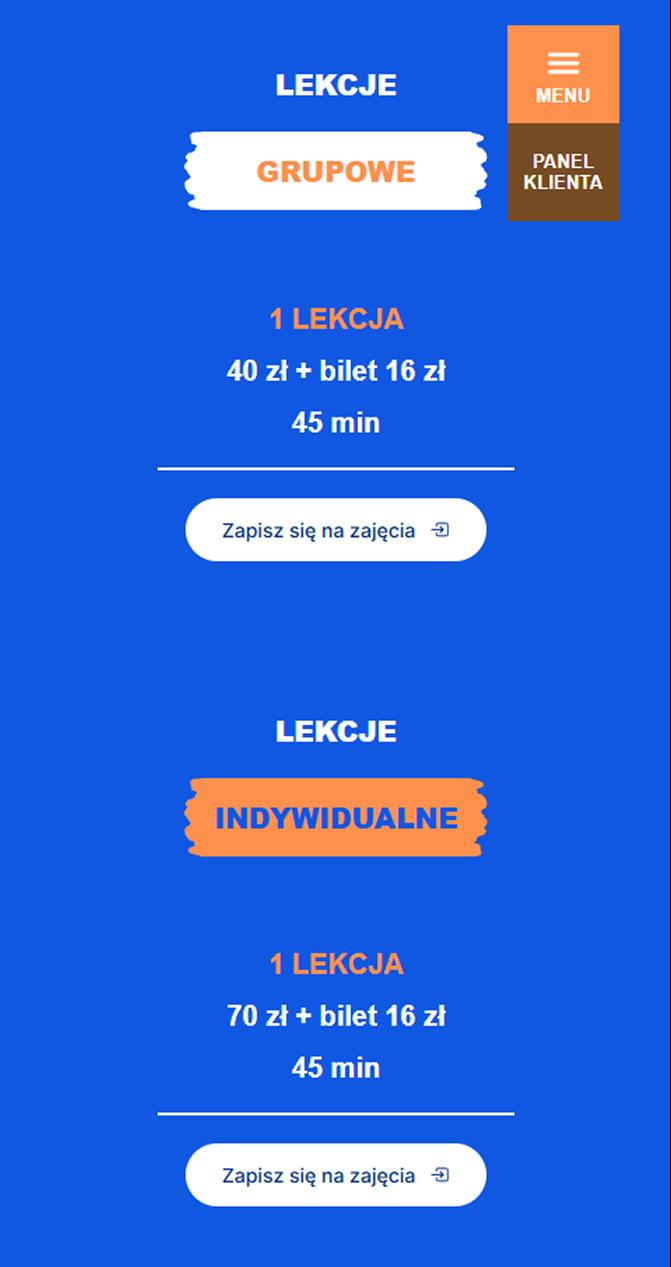 LEKCJE
MENU
GRUPOWE
PANEL
KLIENTA
1 LEKCJA
40 zł + bilet 16 zł
45 min
Zapisz się na zajęcia
LEKCJE
INDYWIDUALNE
1 LEKCJA
70 zł + bilet 16 zł
45 min
Zapisz się na zajęcia